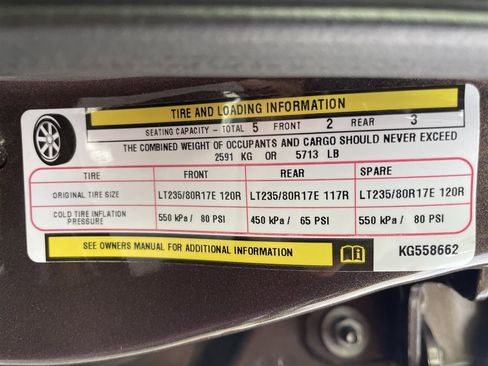 TIRE AND LOADING INFORMATION
SEATING CAPACITY - TOTAL 5 FRONT 2 REAR 3
THE COMBINED WEIGHT OF OCCUPANTS AND CARGO SHOULD NEVER EXCEED
2591 KG OR 5713 LB
TIRE FRONT REAR SPARE
ORIGINAL TIRE SIZE LT235/80R17E 120R LT235/80R17E 117R LT235/80R17E 120R
COLD TIRE INFLATION
PRESSURE 550 kPa / 80 PSI 450 kPa / 65 PSI 550 kPa / 80 PSI
SEE OWNERS MANUAL FOR ADDITIONAL INFORMATION KG558662